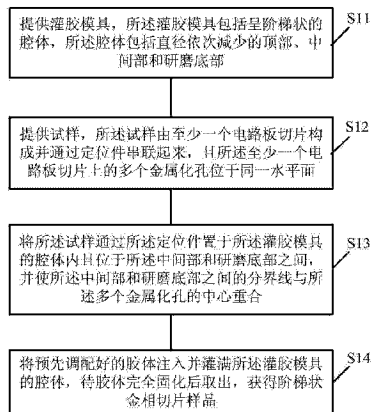 S11
提供灌胶模具，所述灌胶模具包括呈阶梯状的
腔体，所述腔体包括直径依次减少的顶部、中
间部和研磨底部
S12
提供试样，所述试样由至少一个电路板切片构
成并通过定位件串联起来，且所述至少一个电
路板切片上的多个金属化孔位于同一水平面
S13
将所述试样通过所述定位件置于所述灌胶模具
的腔体内且位于所述中间部和研磨底部之间，
并使所述中间部和研磨底部之间的分界线与所
述多个金属化孔的中心重合
S14
将预先调配好的胶体注入并灌满所述灌胶模具
的腔体，待胶体完全固化后取出，获得阶梯状
金相切片样品